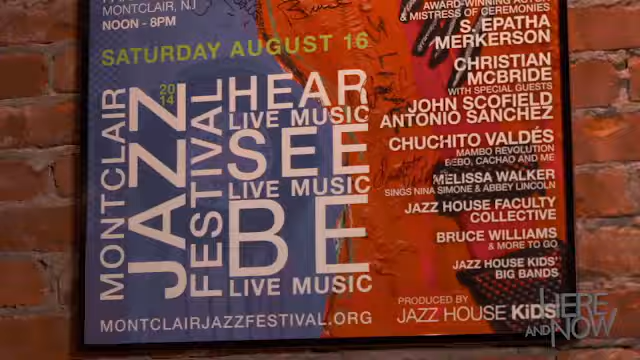 MONTCLAIR, NJ
NOON - 8PM
SATURDAY AUGUST 16
MONTCLAIR
JAZZ
2014
FESTIVAL
HEAR
LIVE MUSIC
SEE
LIVE MUSIC
BE
LIVE MUSIC
MONTCLAIRJAZZFESTIVAL.ORG
AWARD-WINNING
& MISTRESS OF CEREMONIES
S. EPATHA
MERKERSON
CHRISTIAN
MCBRIDE
WITH SPECIAL GUESTS
JOHN SCOFIELD
ANTONIO SANCHEZ
CHUCHITO VALDÉS
MAMBO REVOLUTION
BEBO, CACHAO AND ME
MELISSA WALKER
SINGS NINA SIMONE & ABBEY LINCOLN
JAZZ HOUSE FACULTY
COLLECTIVE
BRUCE WILLIAMS
& MORE TO GO
JAZZ HOUSE KIDS'
BIG BANDS
PRODUCED BY
JAZZ HOUSE KiDS
HERE
AND NOW